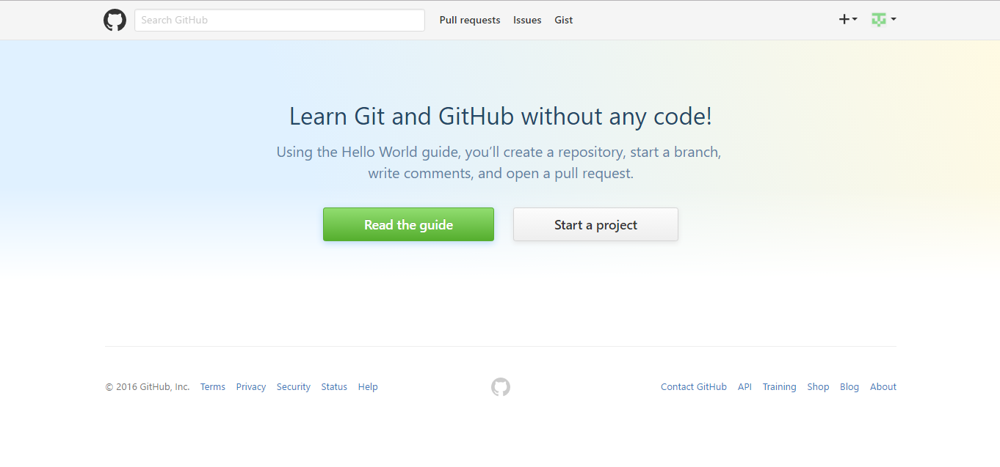 Search GitHub Pull requests Issues Gist
Learn Git and GitHub without any code!
Using the Hello World guide, you’ll create a repository, start a branch,
write comments, and open a pull request.
Read the guide Start a project
© 2016 GitHub, Inc. Terms Privacy Security Status Help Contact GitHub API Training Shop Blog About